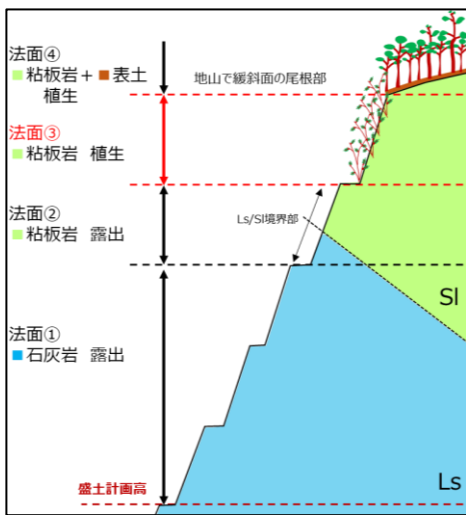 法面④
■粘板岩+■表土
植生
地山で緩斜面の尾根部
法面③
■粘板岩 植生
法面②
■粘板岩 露出
Ls/Sl境界部
法面①
■石灰岩 露出
Sl
盛土計画高
Ls